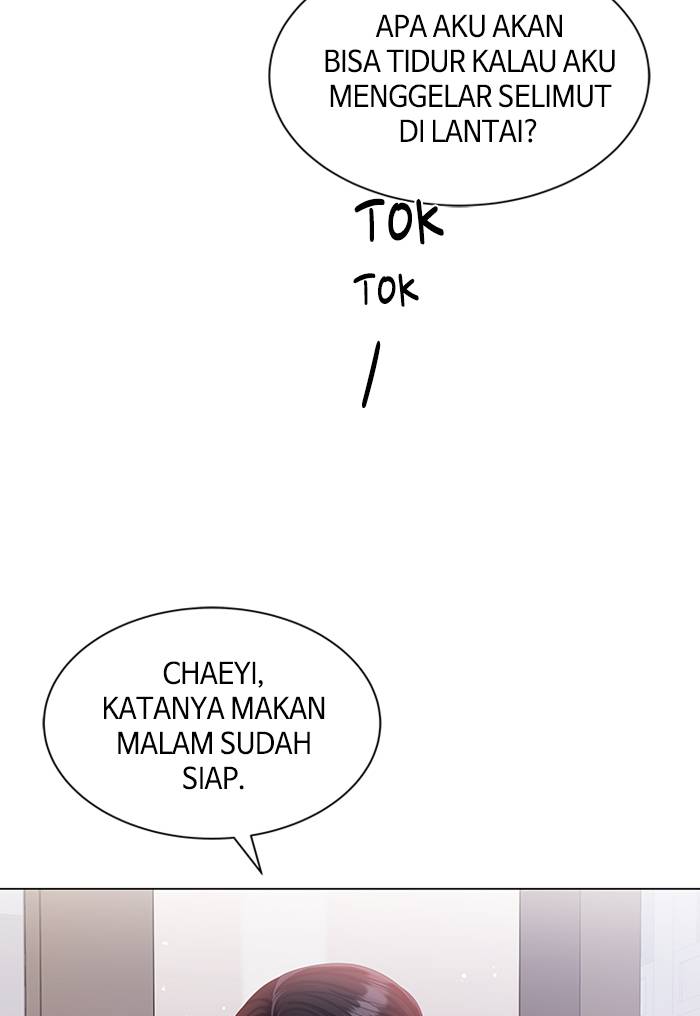 APA AKU AKAN
BISA TIDUR KALAU AKU
MENGGELAR SELIMUT
DI LANTAI?
TOK
TOK
CHAEYI,
KATANYA MAKAN
MALAM SUDAH
SIAP.